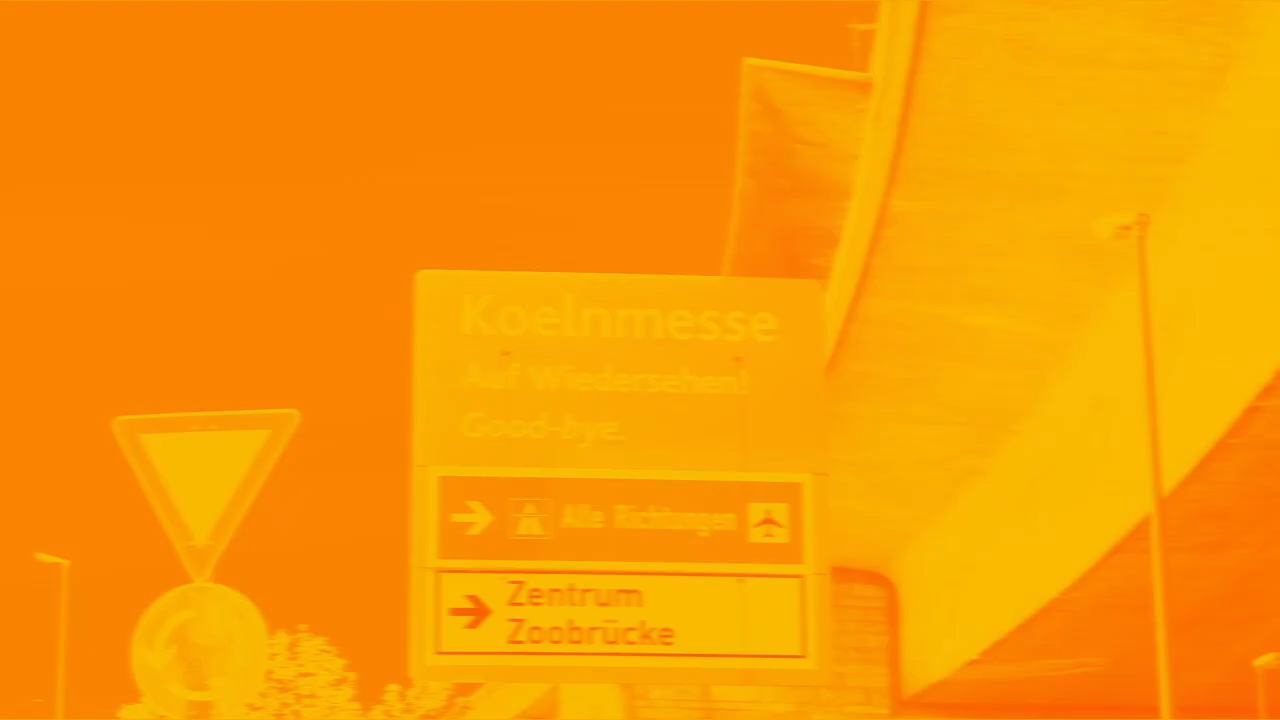 Koelnmesse
Auf Wiedersehen!
Good-bye.
Alle Richtungen
Zentrum
Zoobrücke